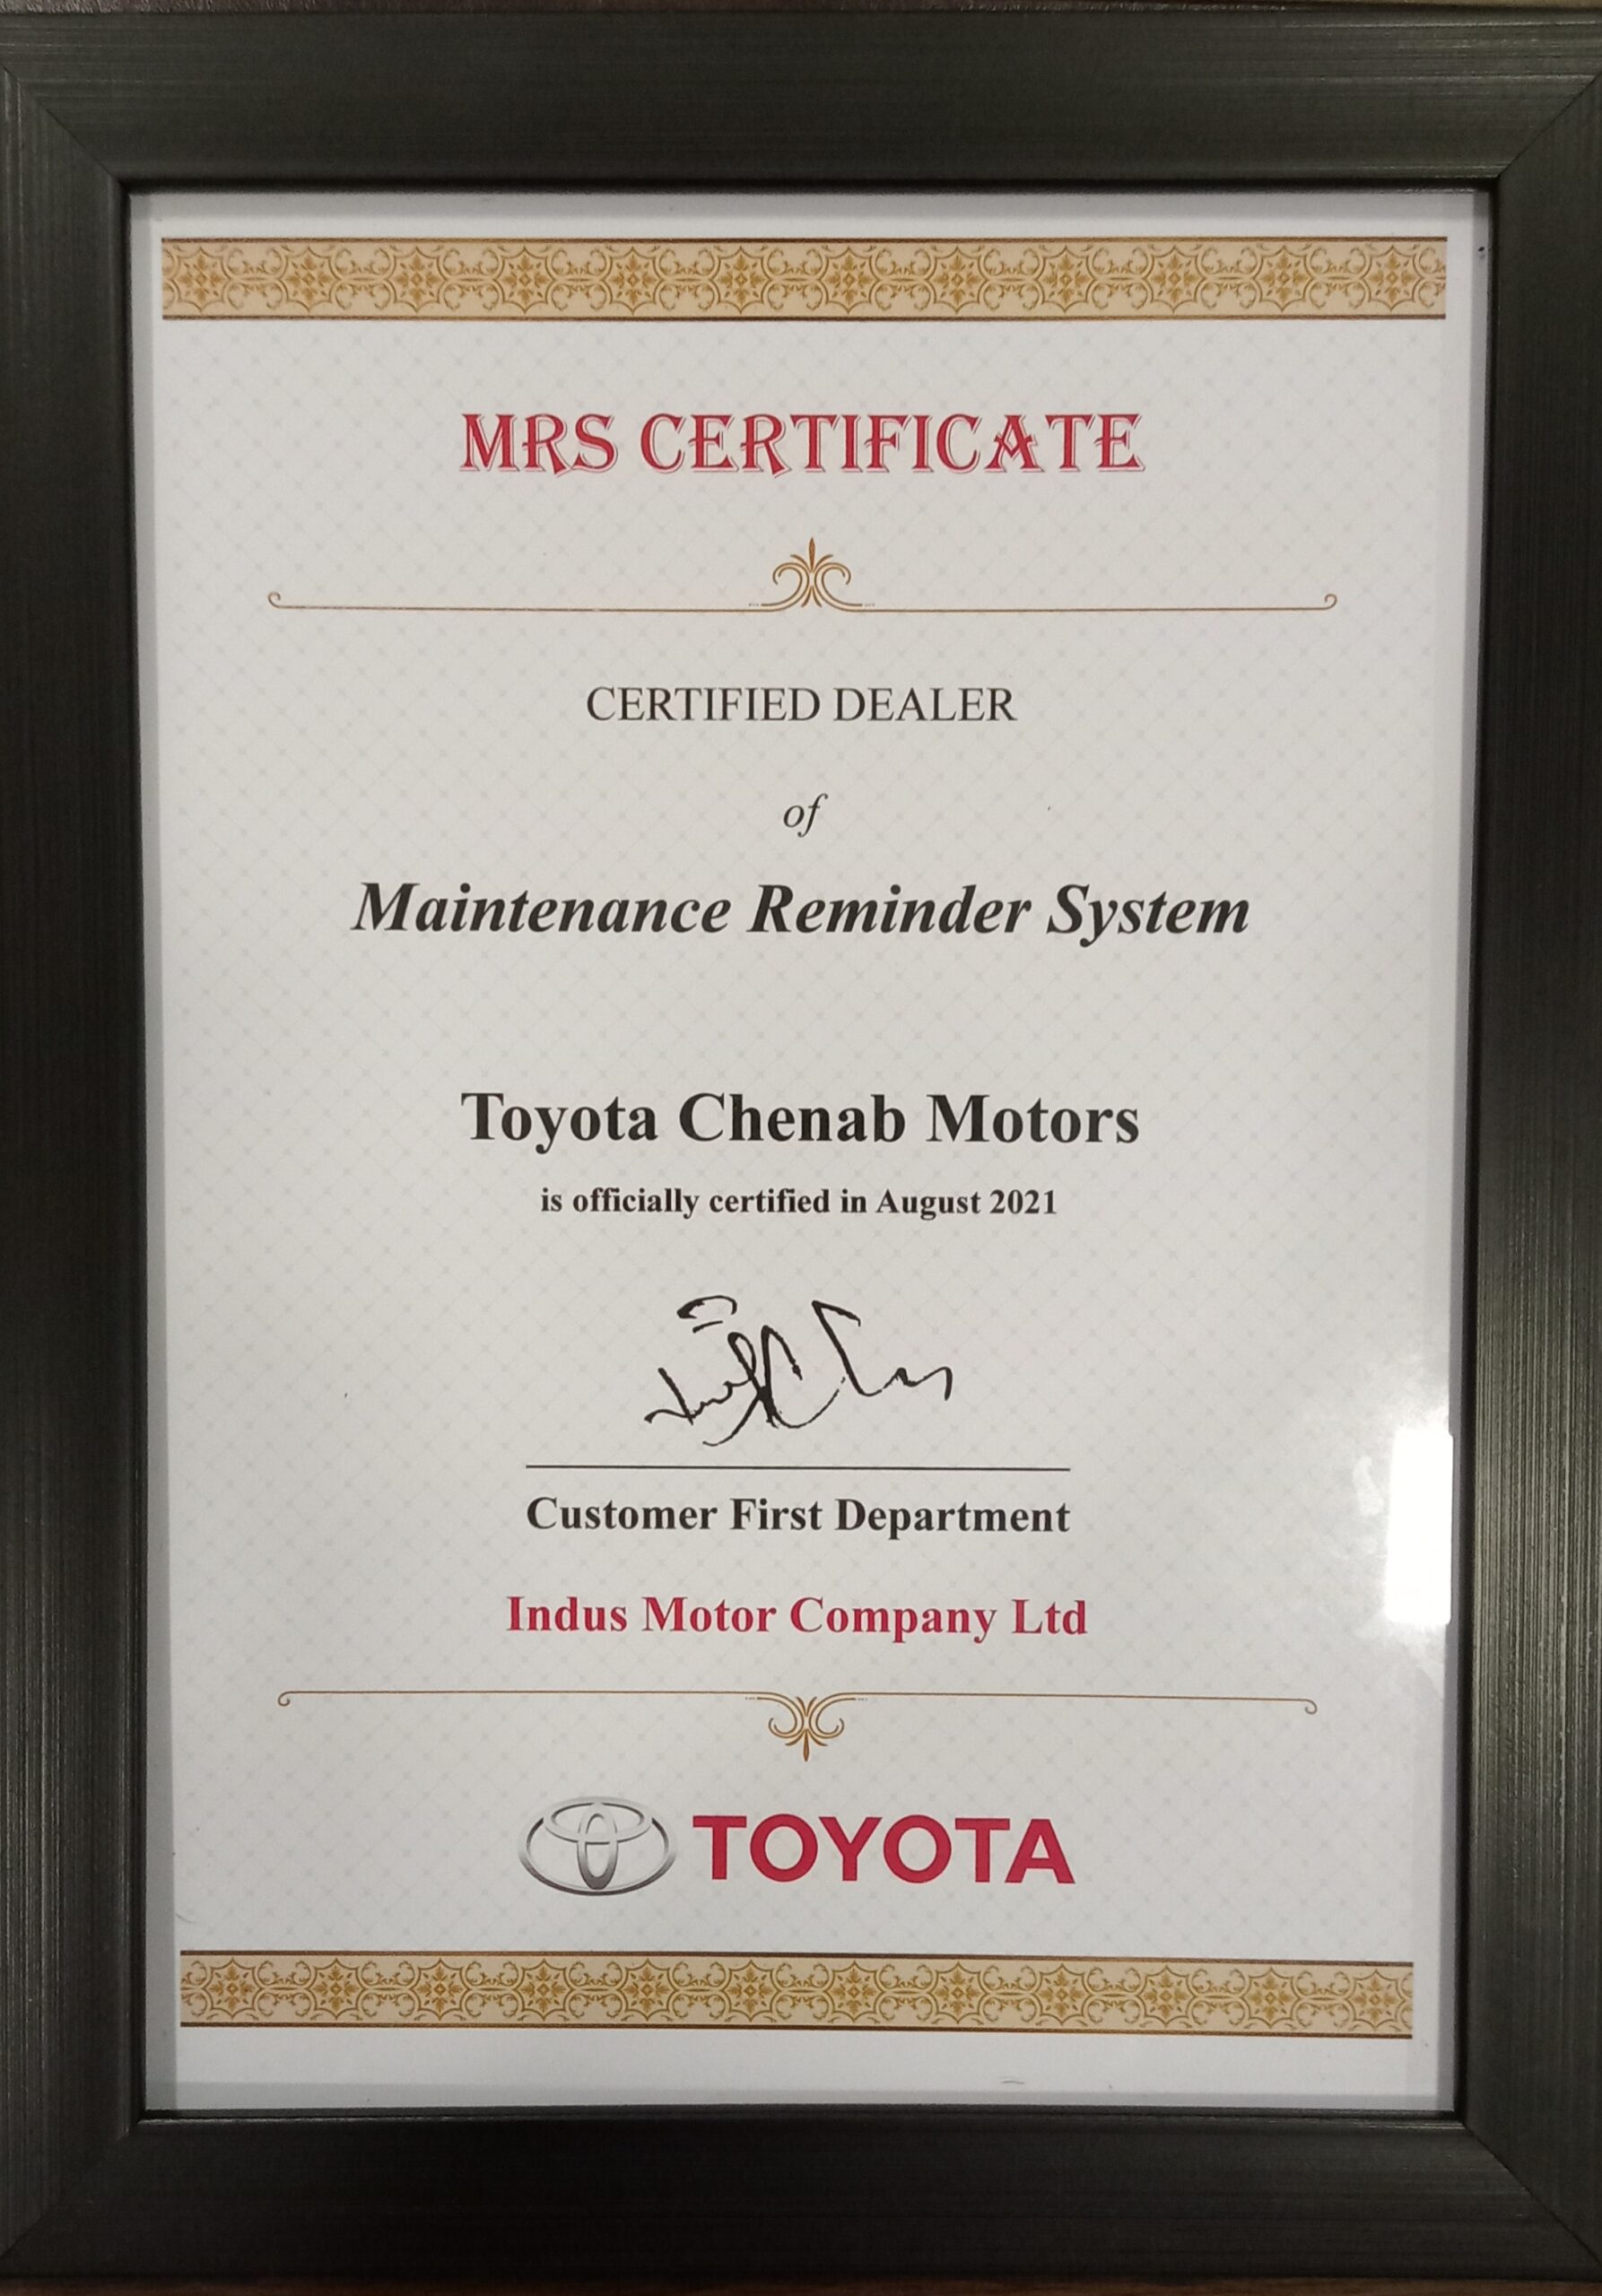 MRS CERTIFICATE
CERTIFIED DEALER
of
Maintenance Reminder System
Toyota Chenab Motors
is officially certified in August 2021
Customer First Department
Indus Motor Company Ltd
TOYOTA